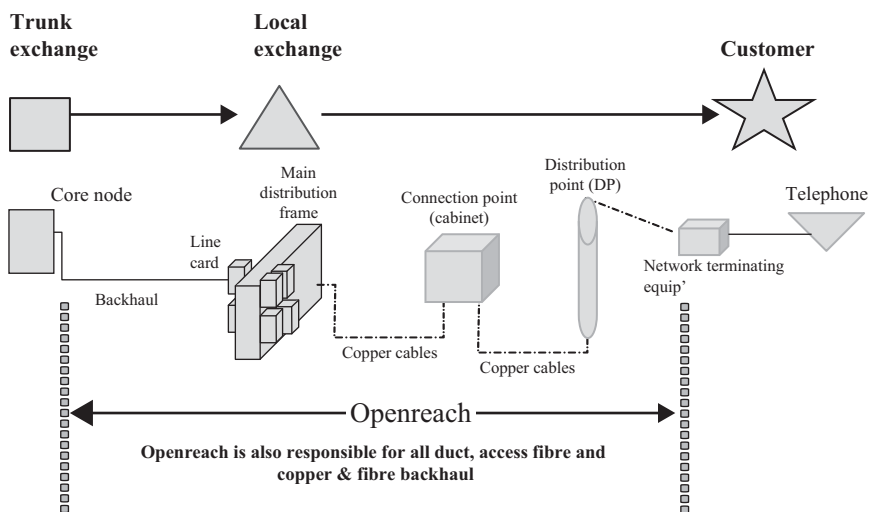 Trunk
exchange
Local
exchange
Customer
Core node
Main
distribution
frame
Line
card
Backhaul
Connection point
(cabinet)
Distribution
point (DP)
Telephone
Network terminating
equip’
Copper cables
Copper cables
Openreach
Openreach is also responsible for all duct, access fibre and
copper & fibre backhaul